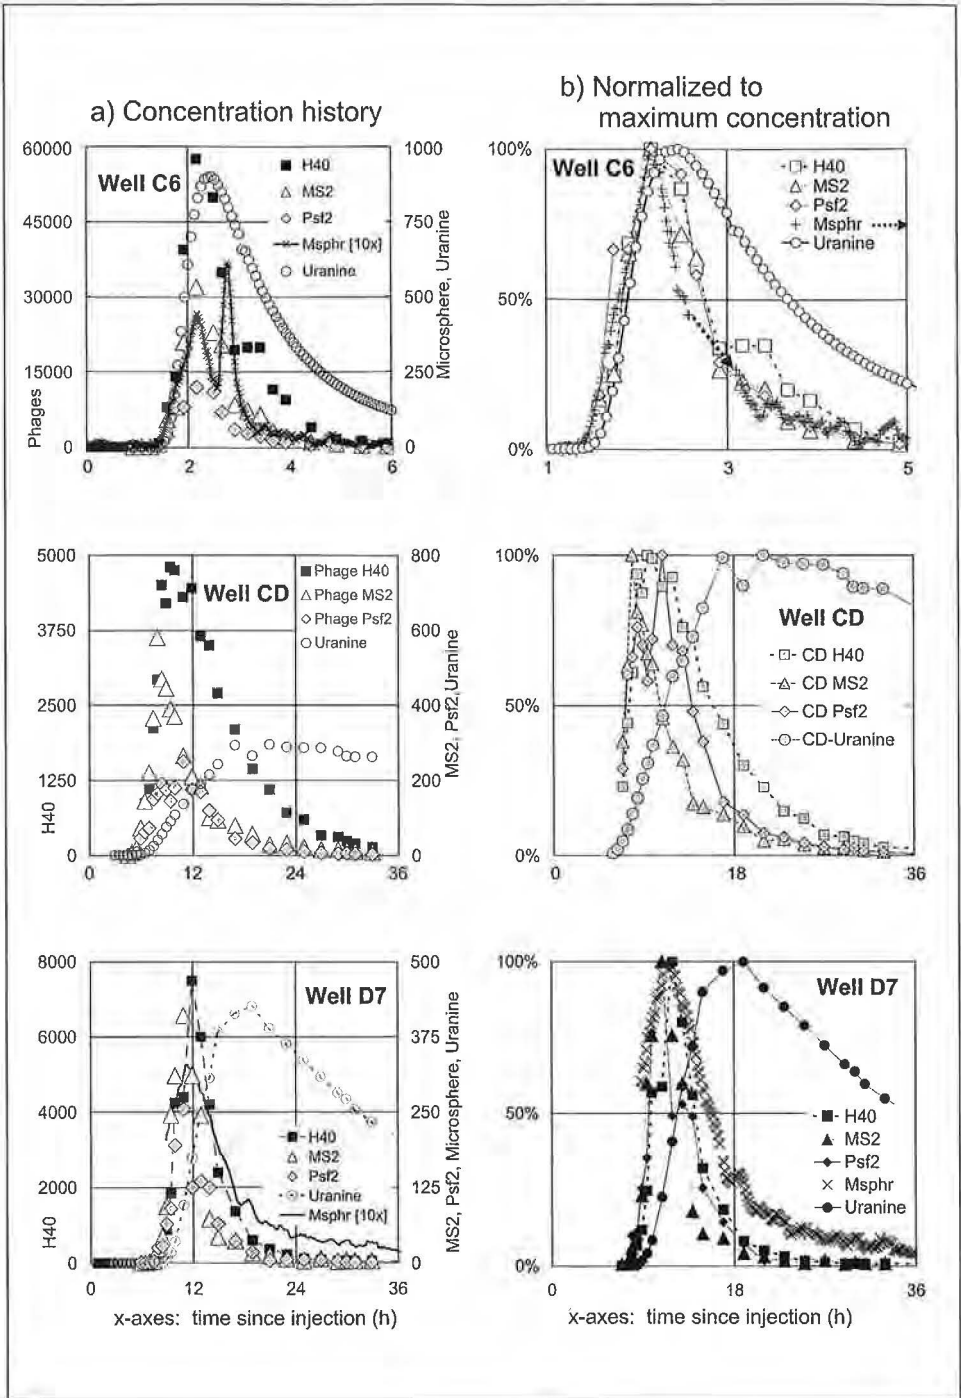 a) Concentration history
b) Normalized to
maximum concentration
60000
45000
30000
15000
0
Phages
1000
750
500
250
0
Microsphere, Uranine
0
2
4
6
Well C6
H40
MS2
Psf2
Msphr [10x]
Uranine
100%
50%
0%
1
3
5
Well C6
H40
MS2
Psf2
Msphr
Uranine
5000
3750
2500
1250
0
H40
800
600
400
200
0
MS2, Psf2,Uranine
0
12
24
36
Phage H40
Well CD
Phage MS2
Phage Psf2
Uranine
100%
50%
0%
18
36
Well CD
CD H40
CD MS2
CD Psf2
CD-Uranine
8000
6000
4000
2000
0
H40
500
375
250
125
0
MS2, Psf2, Microsphere, Uranine
0
12
24
36
Well D7
H40
MS2
Psf2
Uranine
Msphr [10x]
x-axes: time since injection (h)
100%
50%
0%
0
18
36
Well D7
H40
MS2
Psf2
Msphr
Uranine
x-axes: time since injection (h)